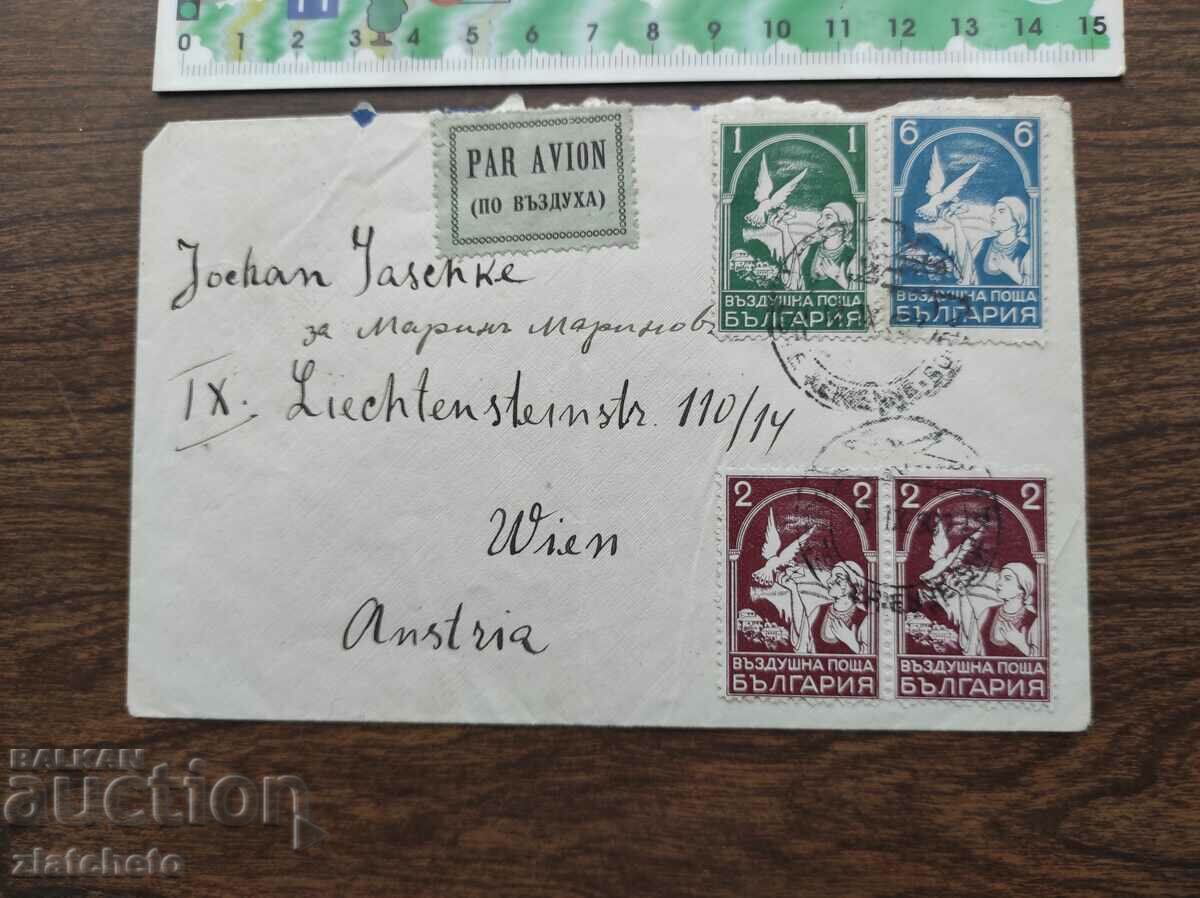 0 1 2 3 4 5 6 7 8 9 10 11 12 13 14 15
PAR AVION
(ПО ВЪЗДУХА)
1 1
ВЪЗДУШНА ПОЩА
БЪЛГАРИЯ
6 6
ВЪЗДУШНА ПОЩА
БЪЛГАРИЯ
Jochan Jaschke
за Маринъ Маринов
IX. Liechtensteinstr. 110/14
Wien
Austria
2 2
ВЪЗДУШНА ПОЩА
БЪЛГАРИЯ
2 2
ВЪЗДУШНА ПОЩА
БЪЛГАРИЯ
BALKAN
auction
zlatcheto